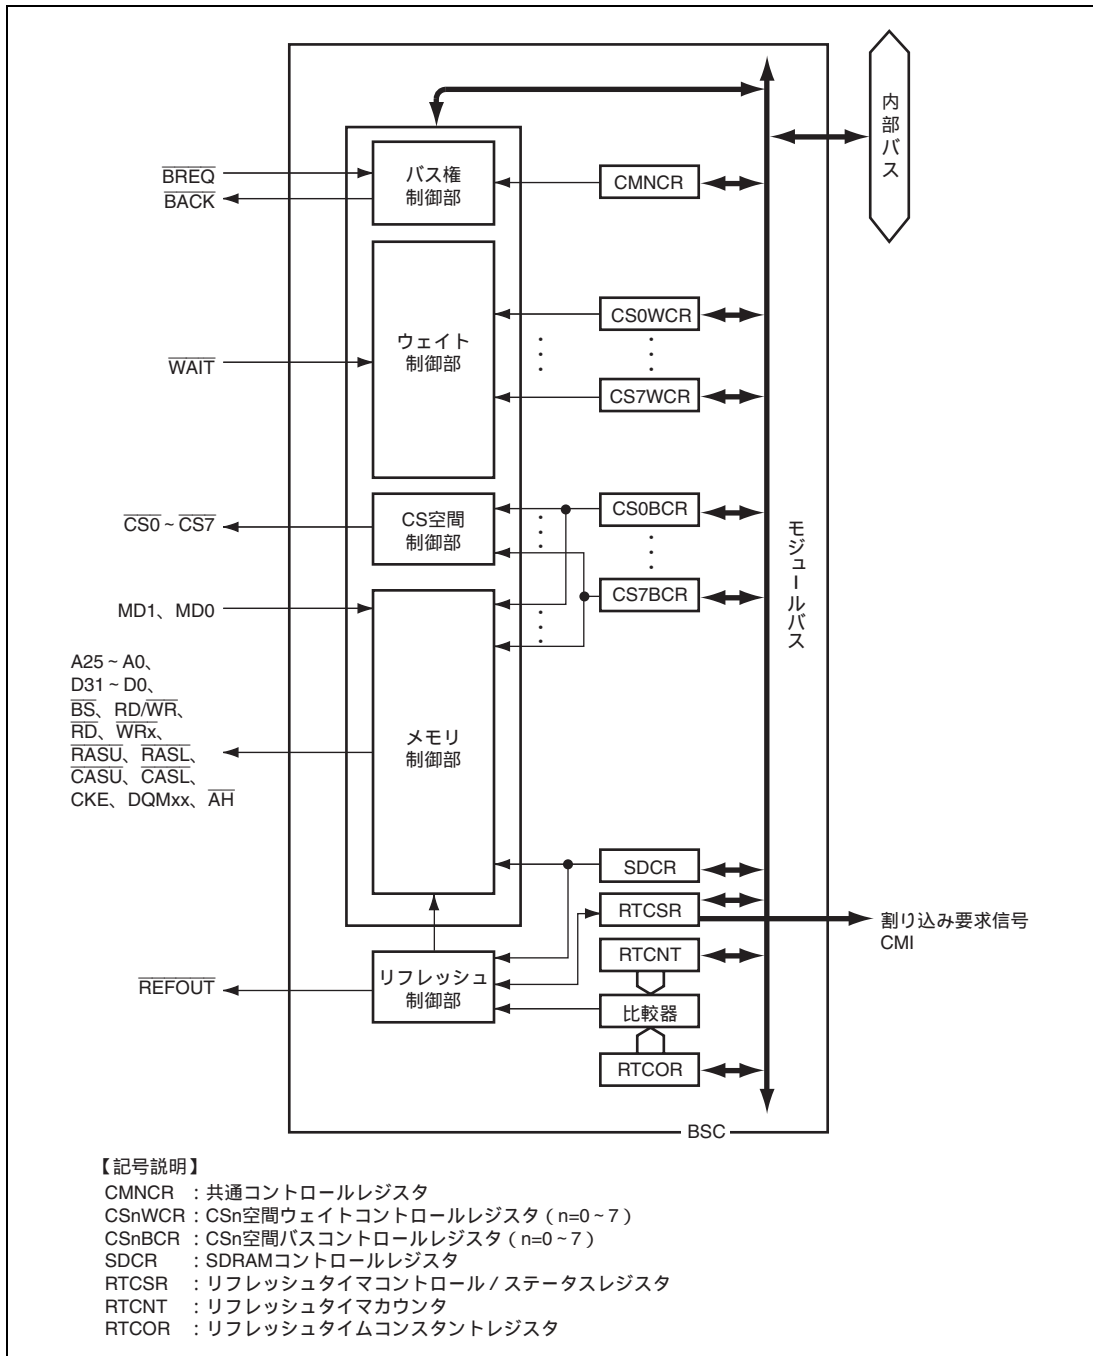 内部バス
BREQ
BACK
バス権
制御部
CMNCR
ウェイト
制御部
WAIT
CS0WCR
CS7WCR
CS0～CS7
CS空間
制御部
CS0BCR
CS7BCR
モジュールバス
MD1、MD0
A25～A0、
D31～D0、
BS、RD/WR、
RD、WRx、
RASU、RASL、
CASU、CASL、
CKE、DQMxx、AH
メモリ
制御部
SDCR
RTCSR
割り込み要求信号
CMI
RTCNT
REFOUT
リフレッシュ
制御部
比較器
RTCOR
BSC
【記号説明】
CMNCR ：共通コントロールレジスタ
CSnWCR：CSn空間ウェイトコントロールレジスタ（n=0～7）
CSnBCR：CSn空間バスコントロールレジスタ（n=0～7）
SDCR ：SDRAMコントロールレジスタ
RTCSR ：リフレッシュタイマコントロール / ステータスレジスタ
RTCNT ：リフレッシュタイマカウンタ
RTCOR ：リフレッシュタイムコンスタントレジスタ